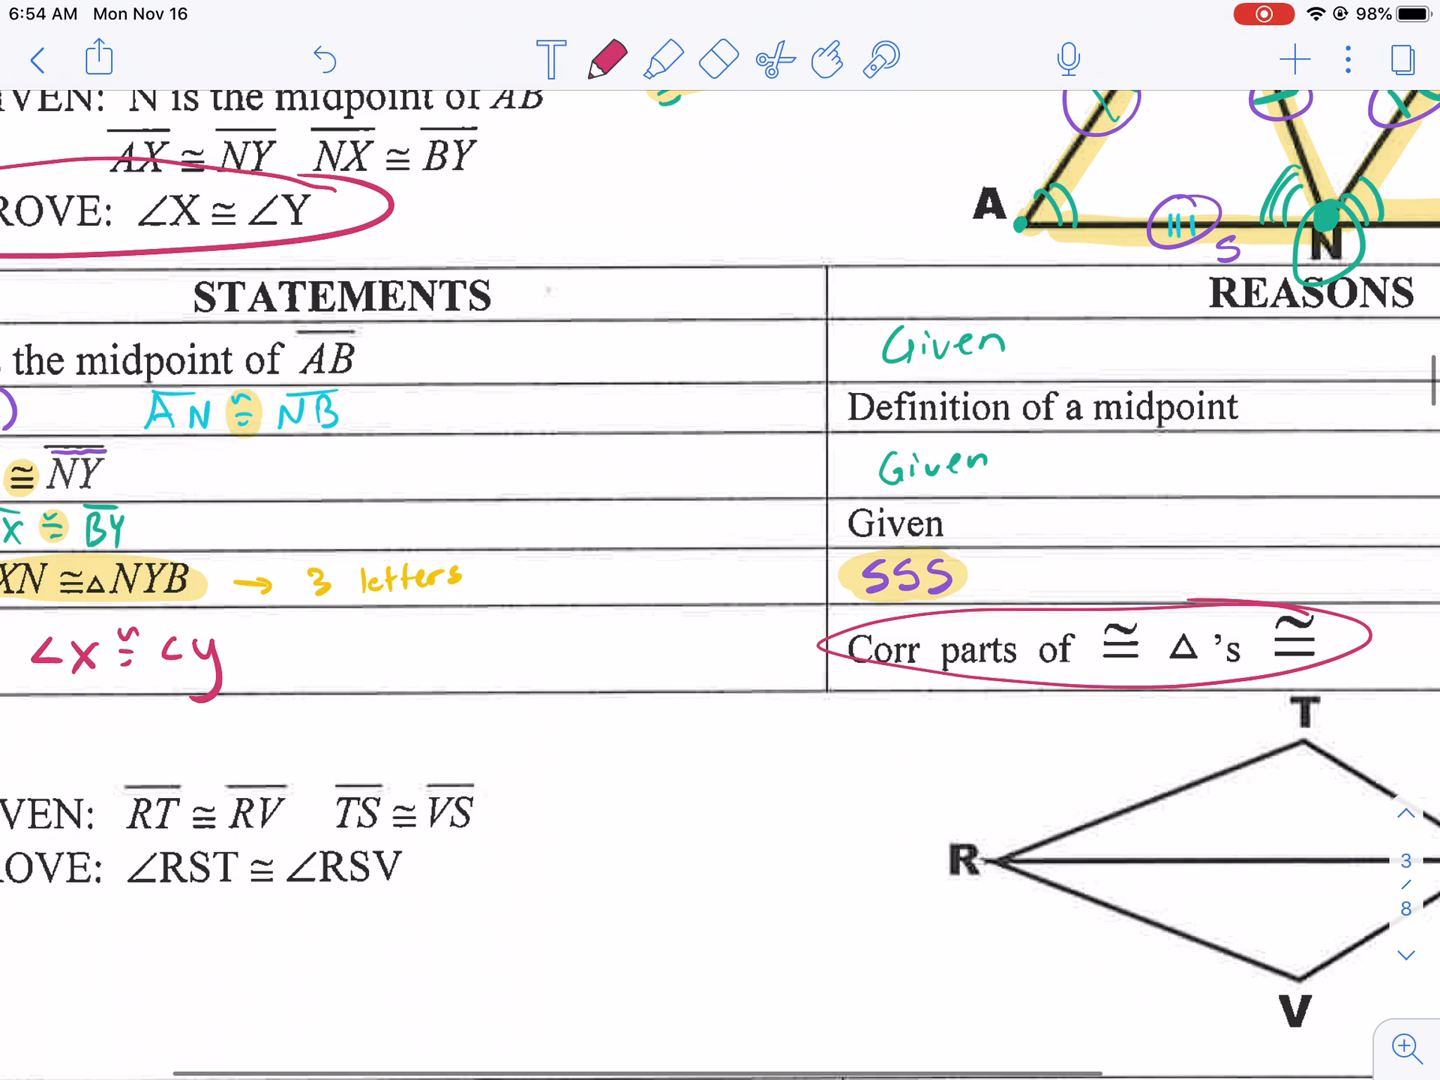 6:54 AM Mon Nov 16 98%
IVEN: N is the midpoint of AB
AX ≅ NY NX ≅ BY
ROVE: ∠X ≅ ∠Y
A S N
STATEMENTS REASONS
the midpoint of AB Given
) AN ≅ NB Definition of a midpoint
≅ NY Given
X ≅ BY Given
XN ≅ △NYB → 3 letters SSS
∠X ≅ ∠y Corr parts of ≅ △'s ≅
T
VEN: RT ≅ RV TS ≅ VS
OVE: ∠RST ≅ ∠RSV
R
3
/
8
V